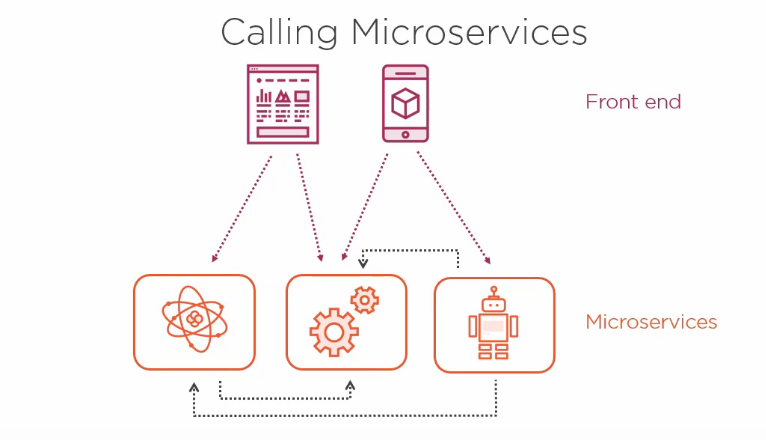 Calling Microservices
Front end
Microservices